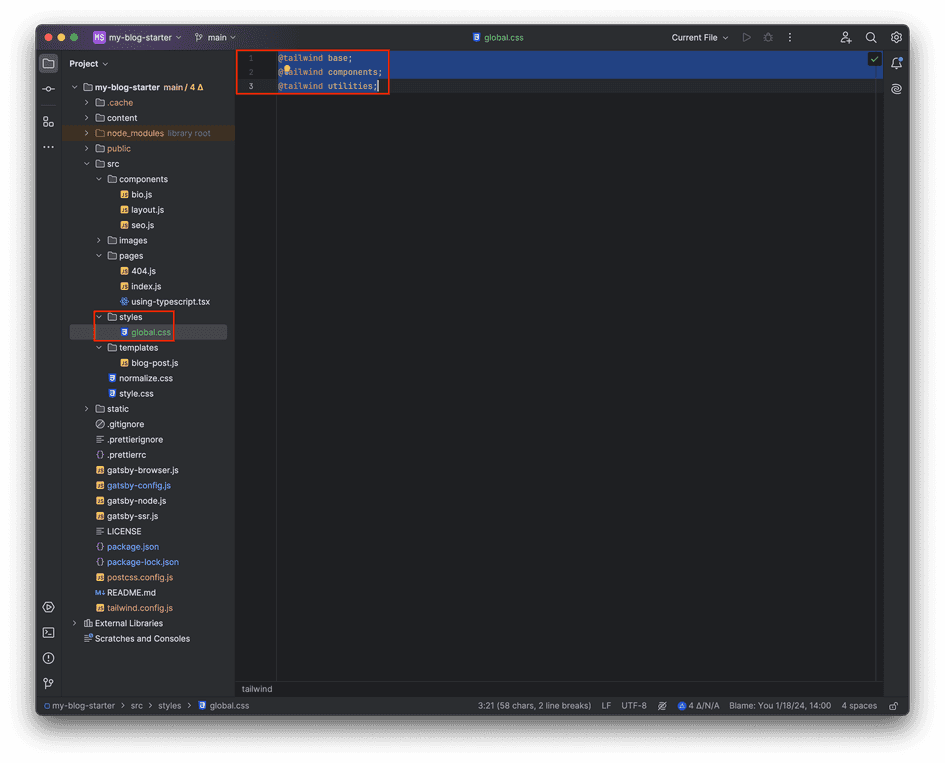 MS my-blog-starter main global.css Current File
Project
my-blog-starter main / 4 Δ
.cache
content
node_modules library root
public
src
components
bio.js
layout.js
seo.js
images
pages
404.js
index.js
using-typescript.tsx
styles
global.css
templates
blog-post.js
normalize.css
style.css
static
.gitignore
.prettierignore
.prettierrc
gatsby-browser.js
gatsby-config.js
gatsby-node.js
gatsby-ssr.js
LICENSE
package.json
package-lock.json
postcss.config.js
README.md
tailwind.config.js
External Libraries
Scratches and Consoles
1 @tailwind base;
2 @tailwind components;
3 @tailwind utilities;
tailwind
my-blog-starter > src > styles > global.css 3:21 (58 chars, 2 line breaks) LF UTF-8 4 Δ/N/A Blame: You 1/18/24, 14:00 4 spaces